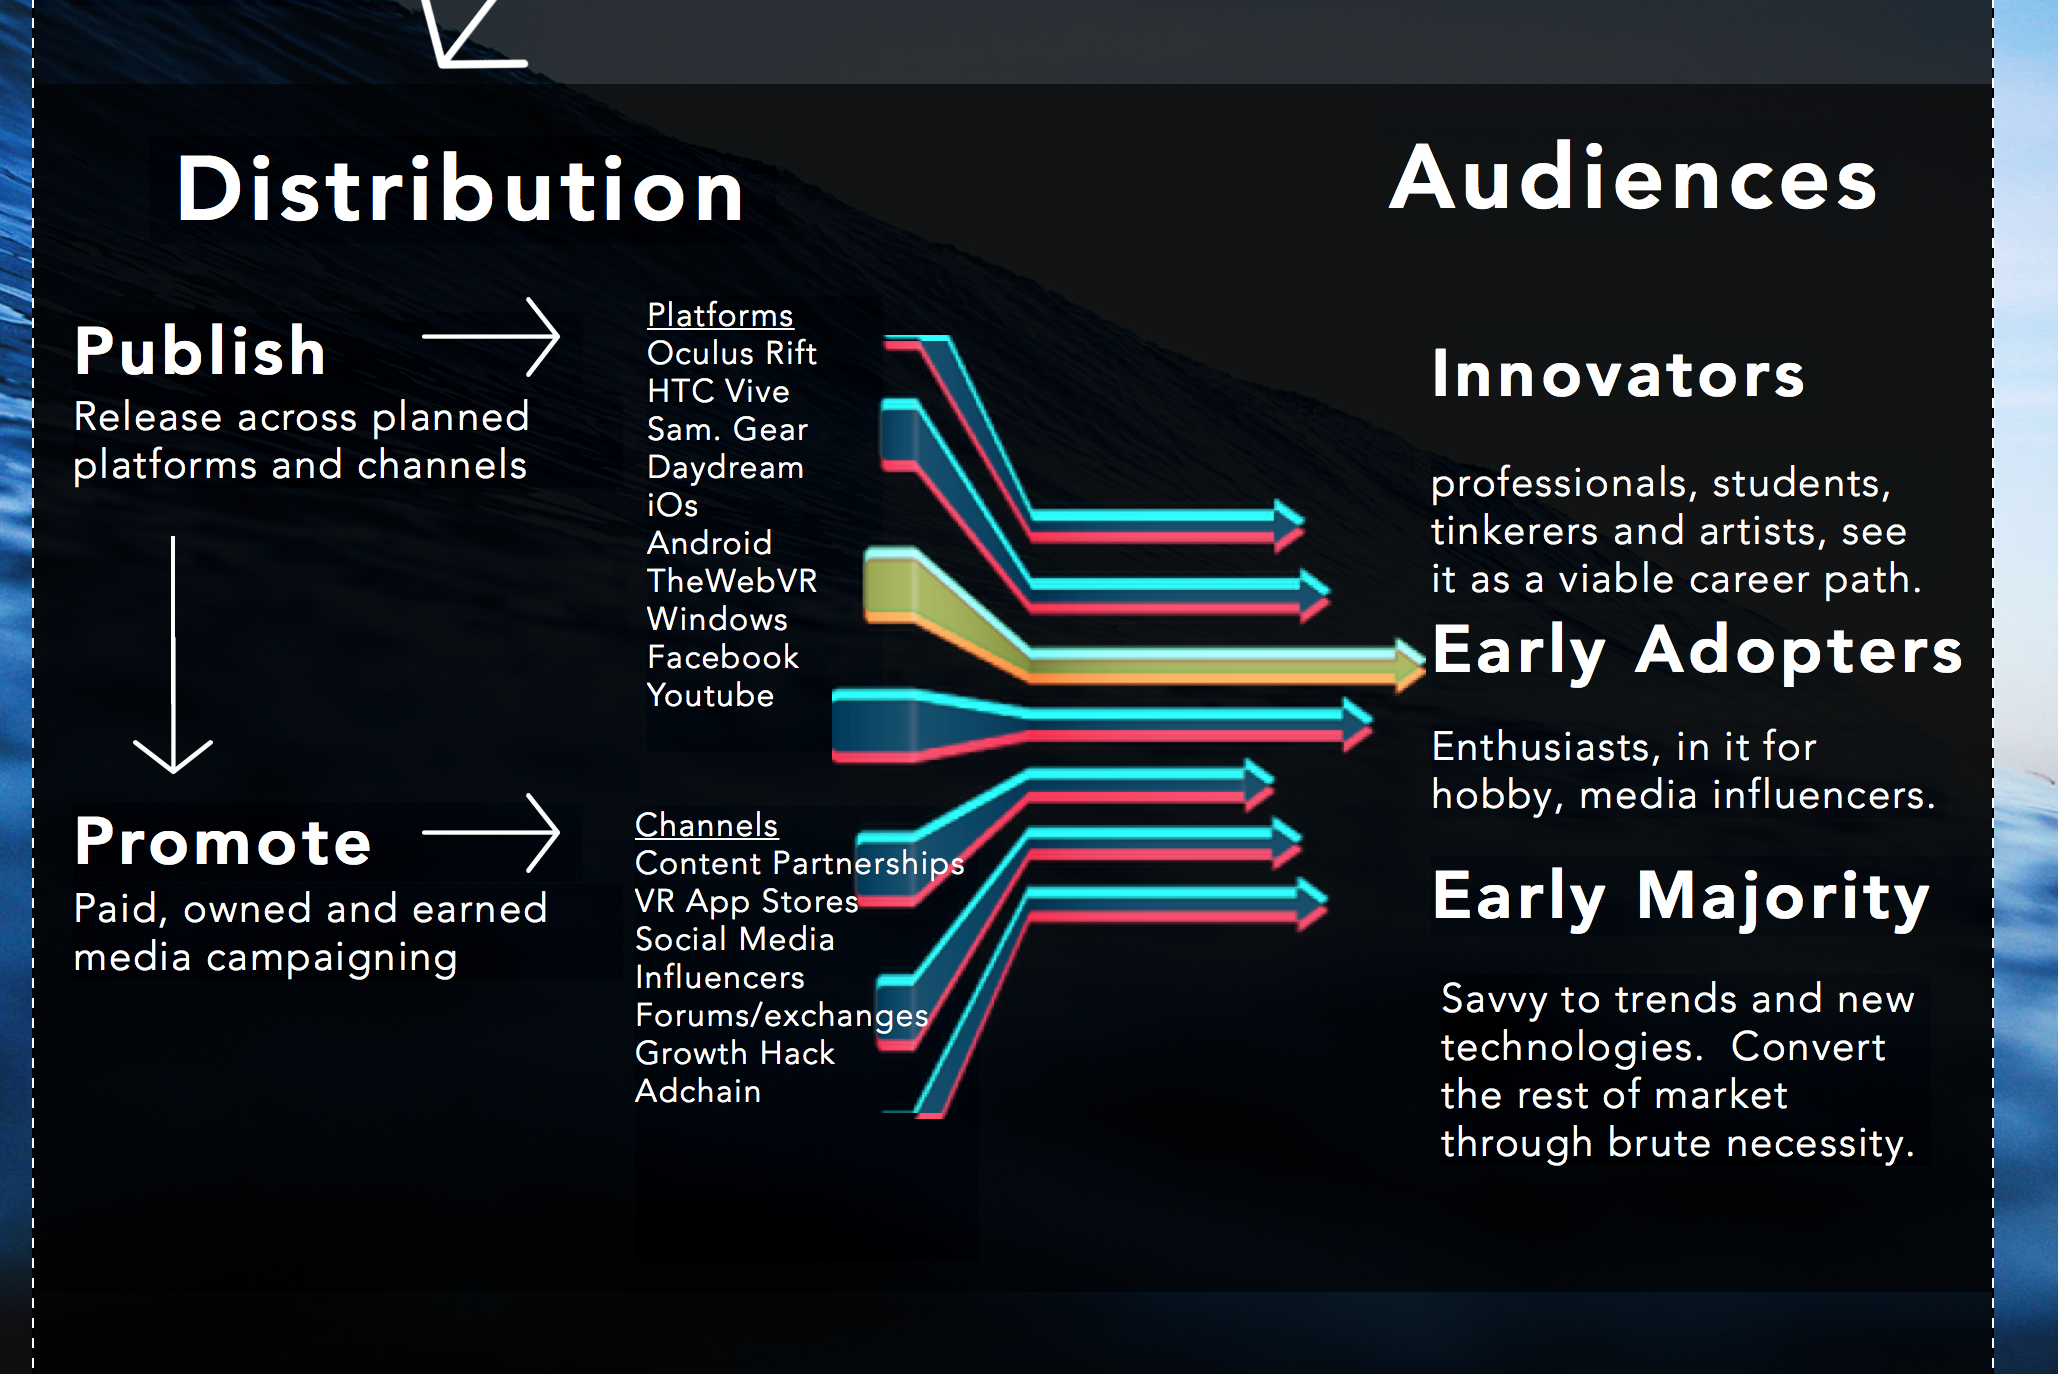 Distribution
Audiences
Publish
Release across planned
platforms and channels
Platforms
Oculus Rift
HTC Vive
Sam. Gear
Daydream
iOs
Android
TheWebVR
Windows
Facebook
Youtube
Promote
Paid, owned and earned
media campaigning
Channels
Content Partnerships
VR App Stores
Social Media
Influencers
Forums/exchanges
Growth Hack
Adchain
Innovators
professionals, students,
tinkerers and artists, see
it as a viable career path.
Early Adopters
Enthusiasts, in it for
hobby, media influencers.
Early Majority
Savvy to trends and new
technologies.  Convert
the rest of market
through brute necessity.